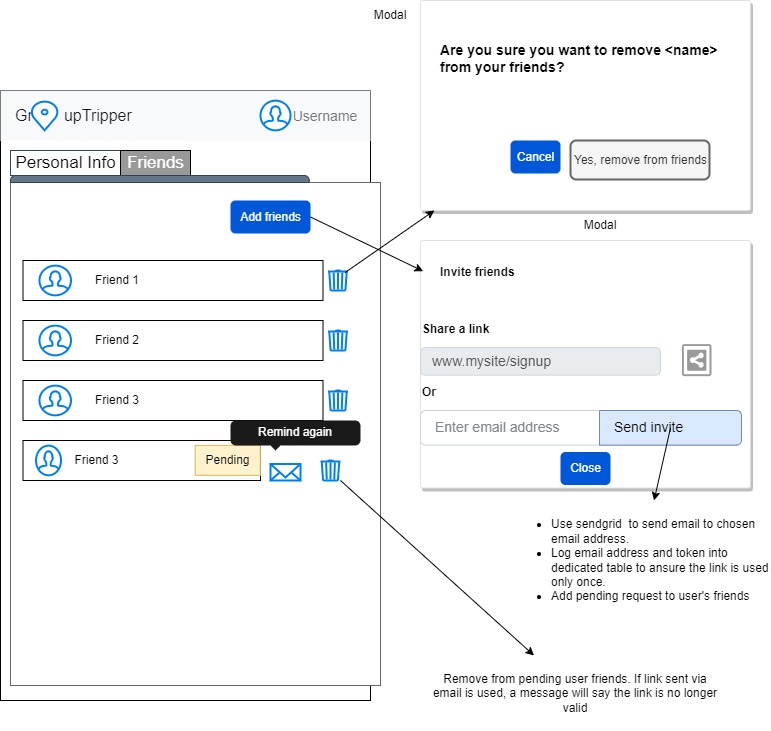 Modal
Are you sure you want to remove <name>
from your friends?
Cancel
Yes, remove from friends
GroupTripper
Username
Personal Info
Friends
Add friends
Friend 1
Friend 2
Friend 3
Remind again
Friend 3
Pending
Modal
Invite friends
Share a link
www.mysite/signup
Or
Enter email address
Send invite
Close
• Use sendgrid to send email to chosen
email address.
• Log email address and token into
dedicated table to ansure the link is used
only once.
• Add pending request to user's friends
Remove from pending user friends. If link sent via
email is used, a message will say the link is no longer
valid